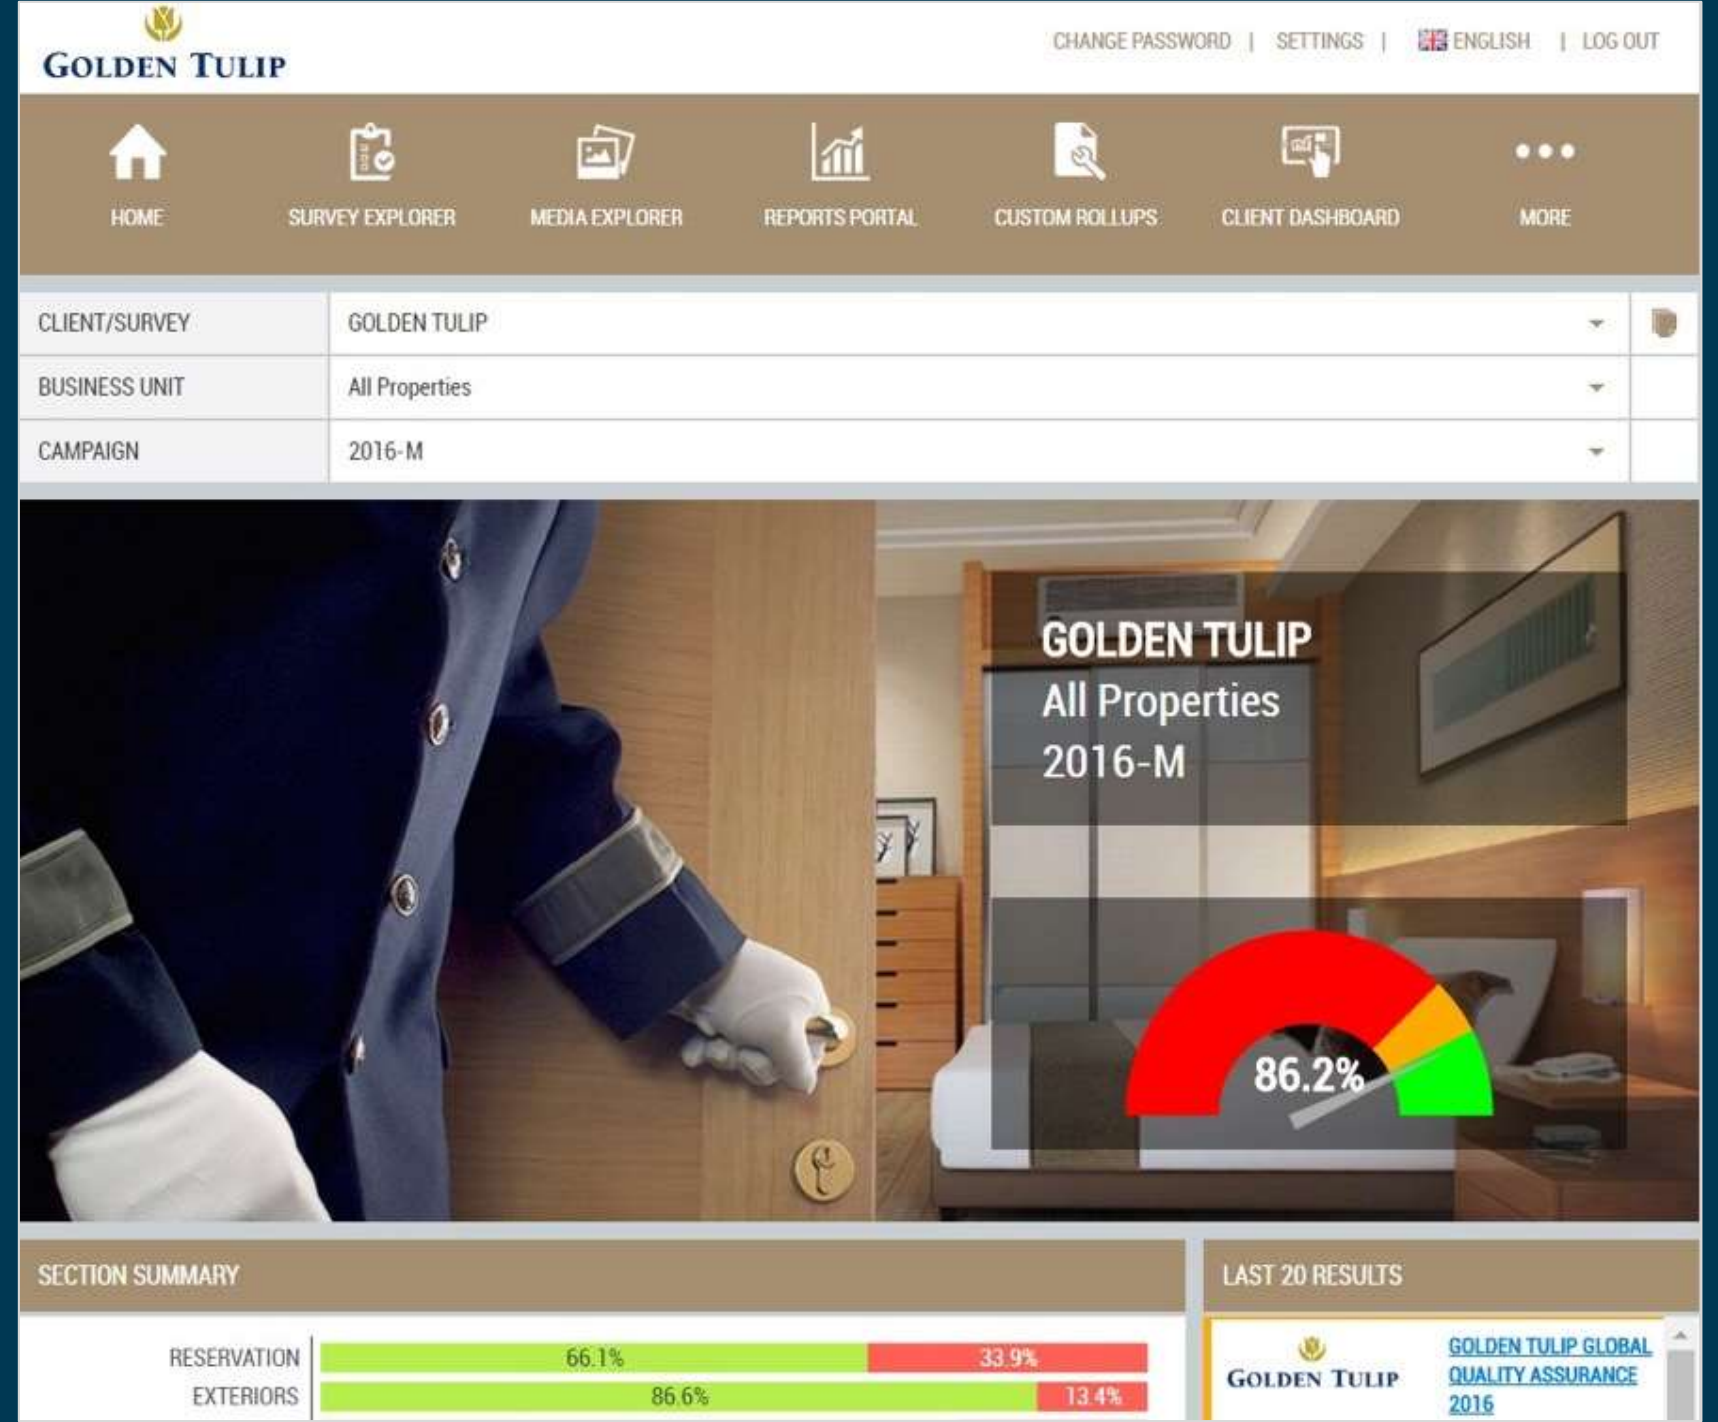 GOLDEN TULIP
CHANGE PASSWORD | SETTINGS | ENGLISH | LOG OUT
HOME
SURVEY EXPLORER
MEDIA EXPLORER
REPORTS PORTAL
CUSTOM ROLLUPS
CLIENT DASHBOARD
MORE
CLIENT/SURVEY GOLDEN TULIP
BUSINESS UNIT All Properties
CAMPAIGN 2016-M
GOLDEN TULIP
All Properties
2016-M
86.2%
SECTION SUMMARY
RESERVATION 66.1% 33.9%
EXTERIORS 86.6% 13.4%
LAST 20 RESULTS
GOLDEN TULIP
GOLDEN TULIP GLOBAL
QUALITY ASSURANCE
2016